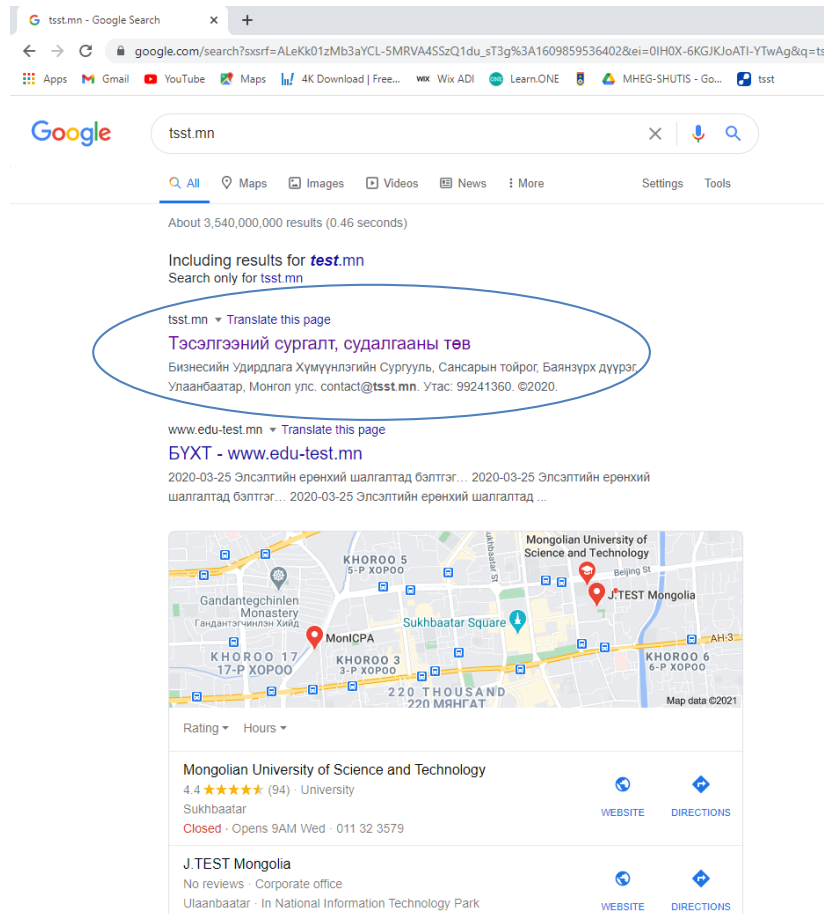 tsst.mn - Google Search
google.com/search?sxsrf=ALeKk01zMb3aYCL-5MRVA4SSzQ1du_sT3g%3A1609859536402&ei=0IH0X-6KGJKJoATI-YTwAg&q=ts
Apps Gmail YouTube Maps 4K Download | Free... WIX Wix ADI ONE Learn.ONE MHEG-SHUTIS - Go... tsst
Google tsst.mn
All Maps Images Videos News More Settings Tools
About 3,540,000,000 results (0.46 seconds)
Including results for test.mn
Search only for tsst.mn
tsst.mn Translate this page
Тэсэлгээний сургалт, судалгааны төв
Бизнесийн Удирдлага Хүмүүнлэгийн Сургууль, Сансарын тойрог, Баянзүрх дүүрэг,
Улаанбаатар, Монгол улс. contact@tsst.mn. Утас: 99241360. ©2020.
www.edu-test.mn Translate this page
БҮХТ - www.edu-test.mn
2020-03-25 Элсэлтийн ерөнхий шалгалтад бэлтгэг... 2020-03-25 Элсэлтийн ерөнхий
шалгалтад бэлтгэг... 2020-03-25 Элсэлтийн ерөнхий шалгалтад ...
Mongolian University of
Science and Technology
KHOROO 5
5-Р ХОРОО
ukhbaatar St
Beijing St
Gandantegchinlen
Monastery
Гандантэгчинлэн Хийд
J.TEST Mongolia
Sukhbaatar Square
MonICPA
AH-3
KHOROO 17
17-Р ХОРОО
KHOROO 3
3-Р ХОРОО
KHOROO 6
6-Р ХОРОО
220 THOUSAND
220 МЯНГАТ
Map data ©2021
Rating Hours
Mongolian University of Science and Technology
4.4 (94) · University
Sukhbaatar
Closed · Opens 9AM Wed · 011 32 3579
WEBSITE DIRECTIONS
J.TEST Mongolia
No reviews · Corporate office
Ulaanbaatar · In National Information Technology Park
WEBSITE DIRECTIONS